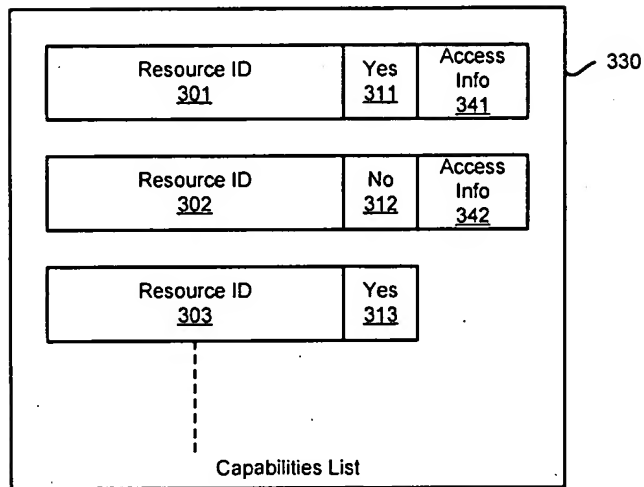 Resource ID
301
Yes
311
Access
Info
341
330
Resource ID
302
No
312
Access
Info
342
Resource ID
303
Yes
313
Capabilities List